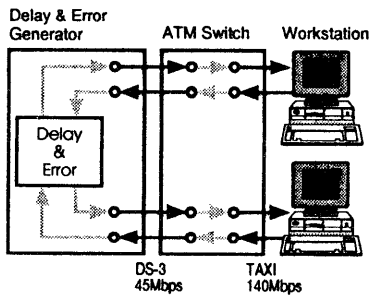 Delay & Error
Generator
ATM Switch
Workstation
Delay
&
Error
DS-3
45Mbps
TAXI
140Mbps